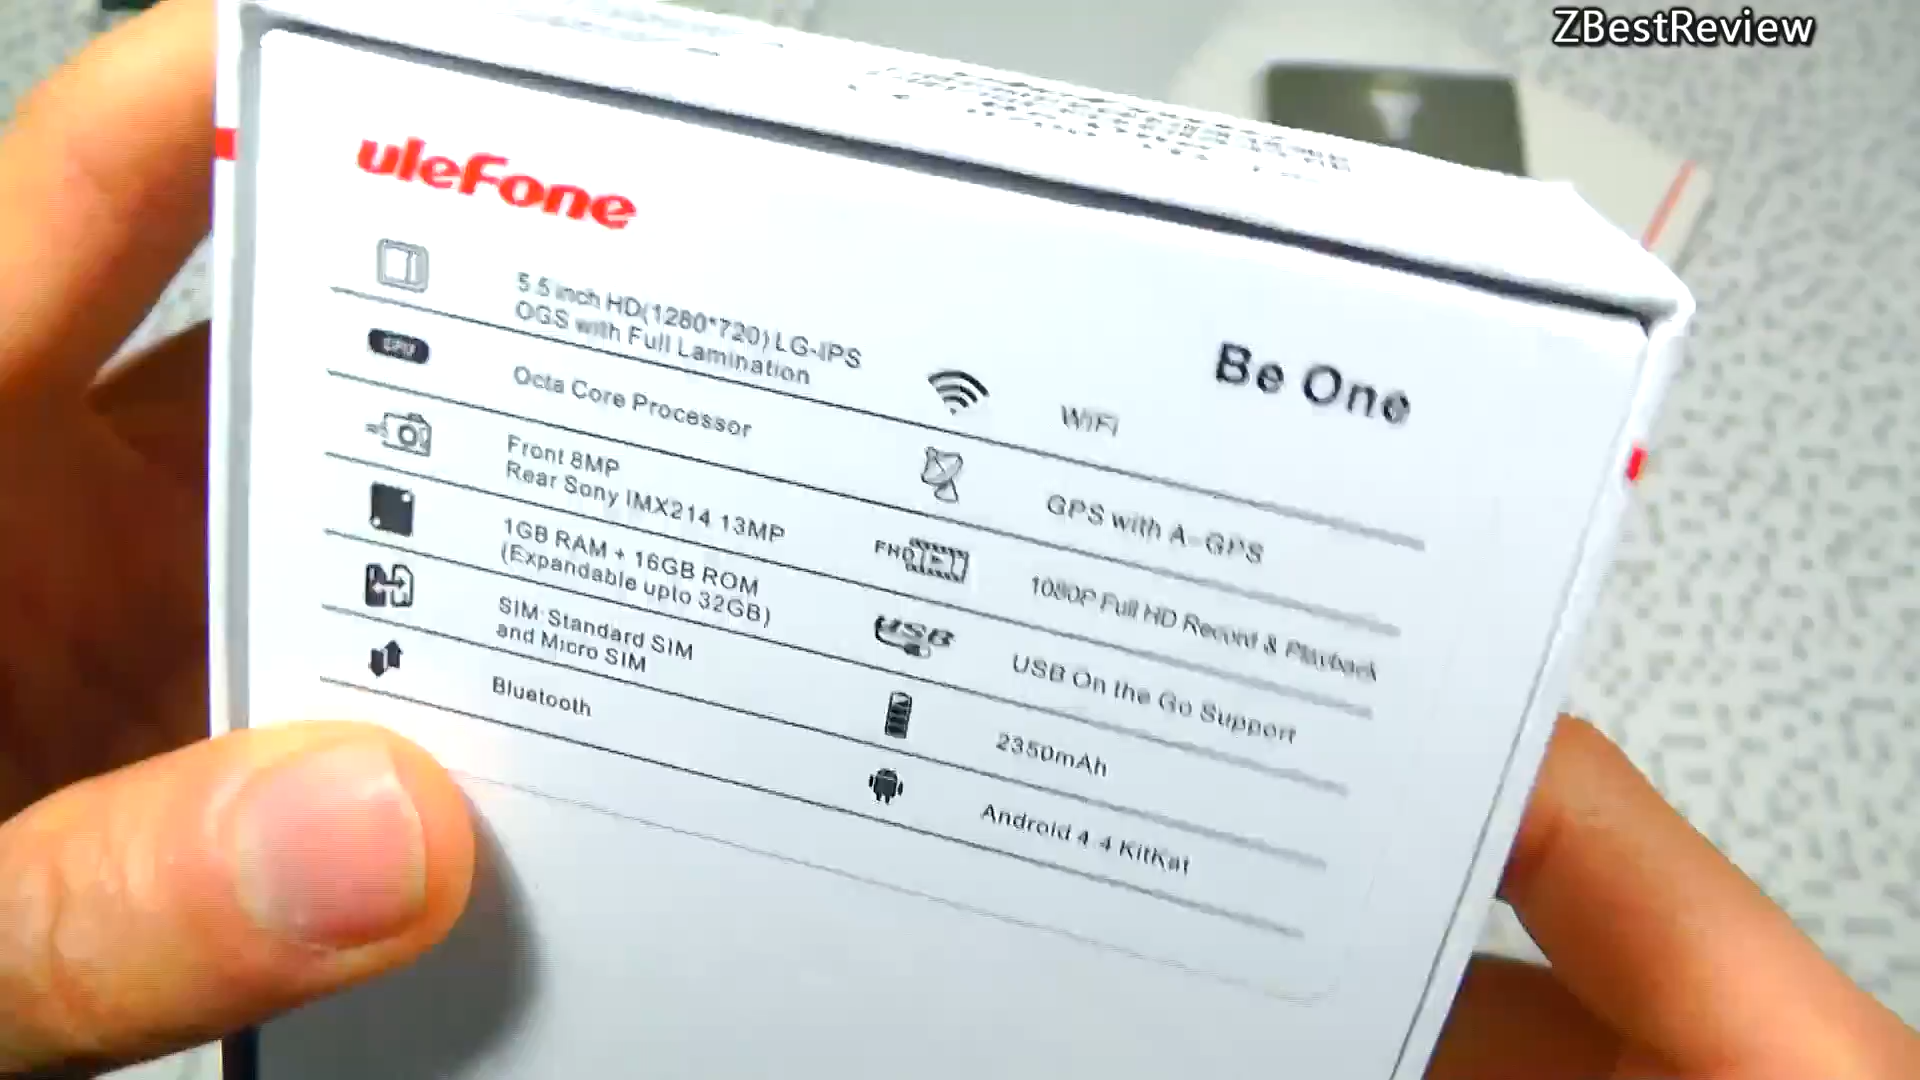 ZBestReview
uleFone
Be One
5.5 inch HD(1280*720) LG-IPS
OGS with Full Lamination
CPU
Octa Core Processor
Front 8MP
Rear Sony IMX214 13MP
1GB RAM + 16GB ROM
(Expandable upto 32GB)
SIM:Standard SIM
and Micro SIM
Bluetooth
WiFi
GPS with A-GPS
FHD
1080P Full HD Record & Playback
USB
USB On the Go Support
2350mAh
Android 4.4 KitKat